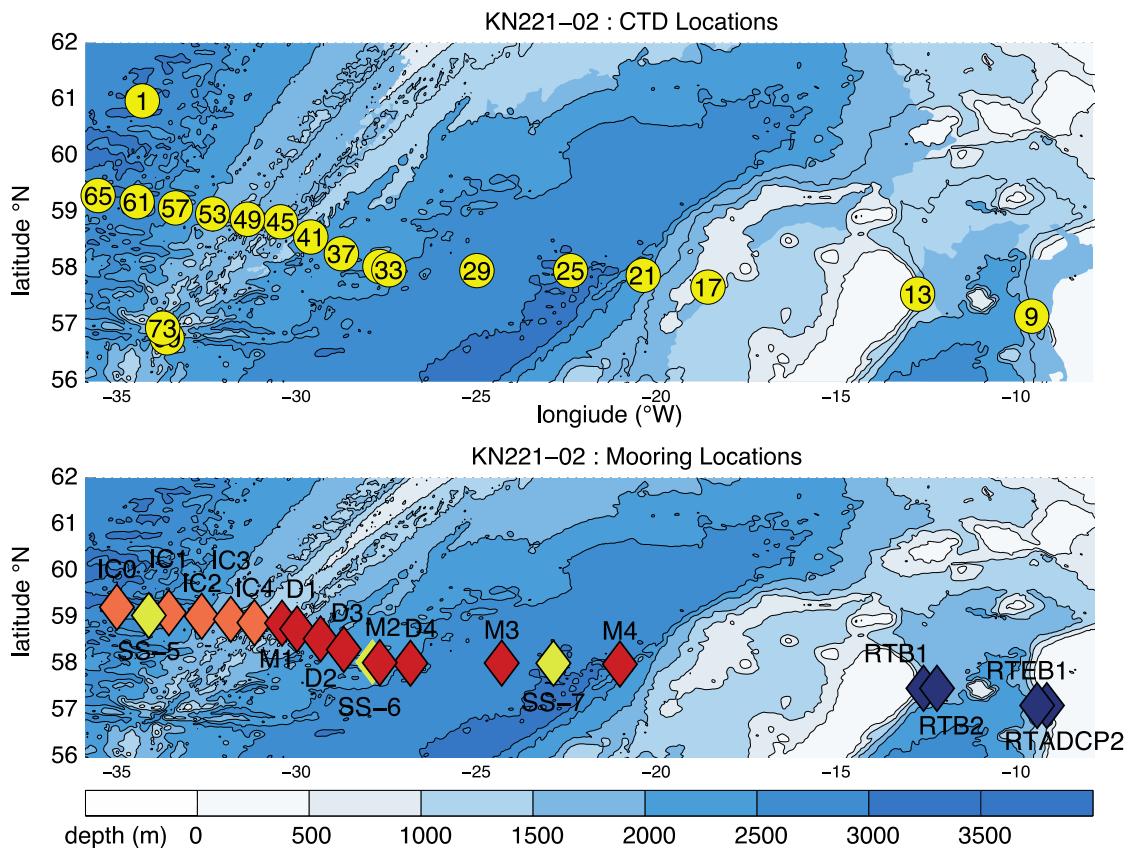 KN221-02 : CTD Locations
62
61
60
59
58
57
56
latitude °N
1
65
61
57
53
49
45
41
37
33
29
25
21
17
13
9
73
-35
-30
-25
-20
-15
-10
longiude (°W)
KN221-02 : Mooring Locations
62
61
60
59
58
57
56
latitude °N
IC0
IC1
IC2
IC3
IC4
D1
D3
M2
D4
M3
M4
SS-5
M1
D2
SS-6
SS-7
RTB1
RTB2
RTEB1
RTADCP2
-35
-30
-25
-20
-15
-10
depth (m)
0
500
1000
1500
2000
2500
3000
3500